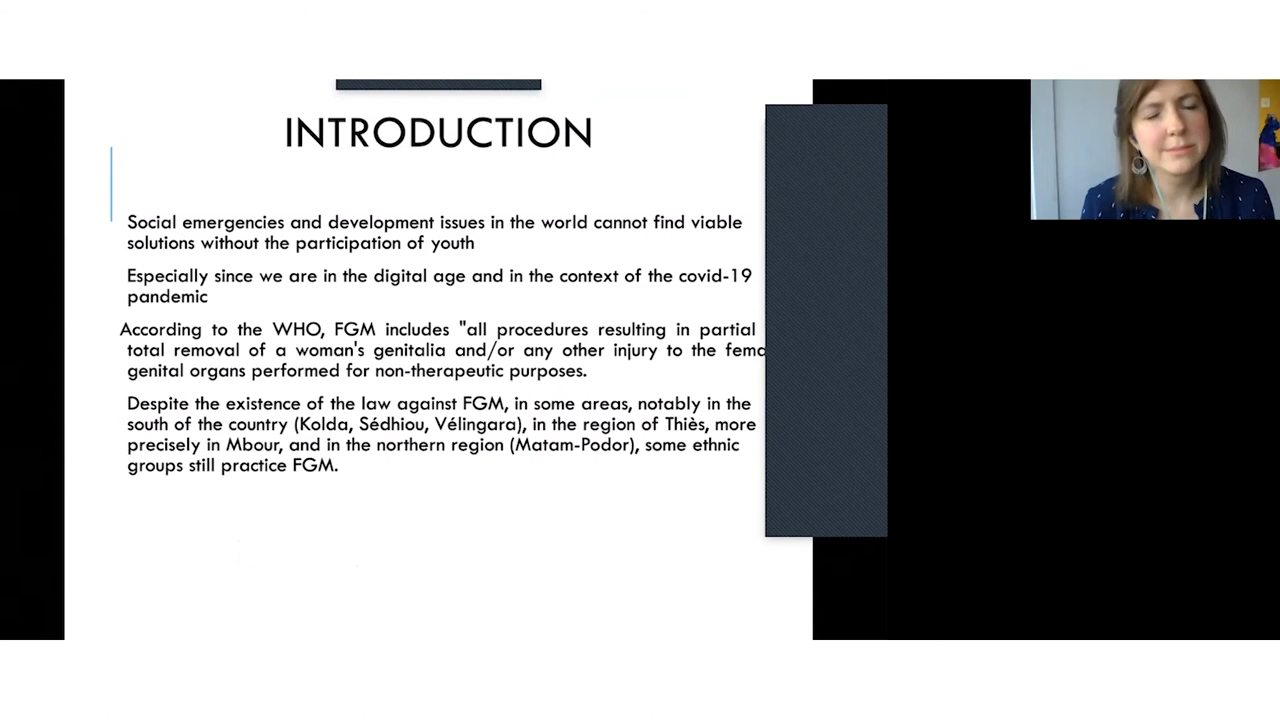 INTRODUCTION
Social emergencies and development issues in the world cannot find viable
solutions without the participation of youth
Especially since we are in the digital age and in the context of the covid-19
pandemic
According to the WHO, FGM includes "all procedures resulting in partial
total removal of a woman's genitalia and/or any other injury to the
genital organs performed for non-therapeutic purposes.
Despite the existence of the law against FGM, in some areas, notably in the
south of the country (Kolda, Sédhiou, Vélingara), in the region of Thiès, more
precisely in Mbour, and in the northern region (Matam-Podor), some ethnic
groups still practice FGM.